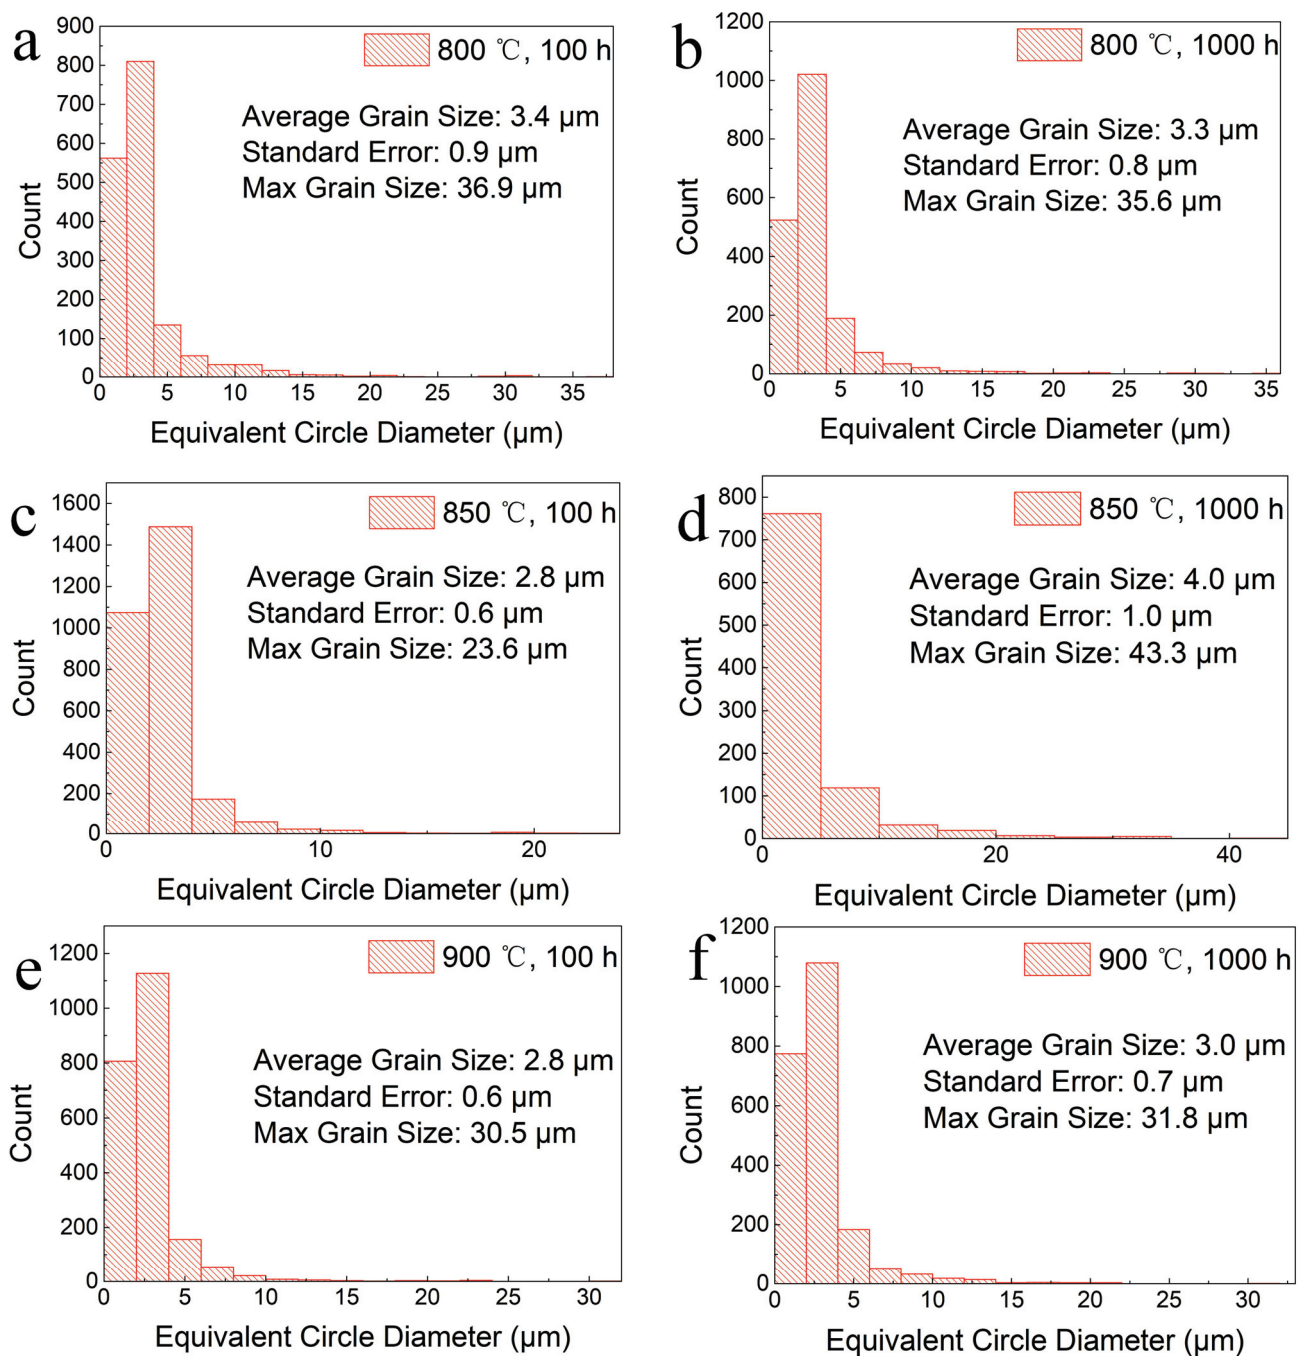 a
800 ℃, 100 h
Average Grain Size: 3.4 µm
Standard Error: 0.9 µm
Max Grain Size: 36.9 µm
Count
900
800
700
600
500
400
300
200
100
0
0 5 10 15 20 25 30 35
Equivalent Circle Diameter (µm)
b
800 ℃, 1000 h
Average Grain Size: 3.3 µm
Standard Error: 0.8 µm
Max Grain Size: 35.6 µm
Count
1200
1000
800
600
400
200
0
0 5 10 15 20 25 30 35
Equivalent Circle Diameter (µm)
c
850 ℃, 100 h
Average Grain Size: 2.8 µm
Standard Error: 0.6 µm
Max Grain Size: 23.6 µm
Count
1600
1400
1200
1000
800
600
400
200
0
0 10 20
Equivalent Circle Diameter (µm)
d
850 ℃, 1000 h
Average Grain Size: 4.0 µm
Standard Error: 1.0 µm
Max Grain Size: 43.3 µm
Count
800
700
600
500
400
300
200
100
0
0 20 40
Equivalent Circle Diameter (µm)
e
900 ℃, 100 h
Average Grain Size: 2.8 µm
Standard Error: 0.6 µm
Max Grain Size: 30.5 µm
Count
1200
1000
800
600
400
200
0
0 5 10 15 20 25 30
Equivalent Circle Diameter (µm)
f
900 ℃, 1000 h
Average Grain Size: 3.0 µm
Standard Error: 0.7 µm
Max Grain Size: 31.8 µm
Count
1200
1000
800
600
400
200
0
0 5 10 15 20 25 30
Equivalent Circle Diameter (µm)